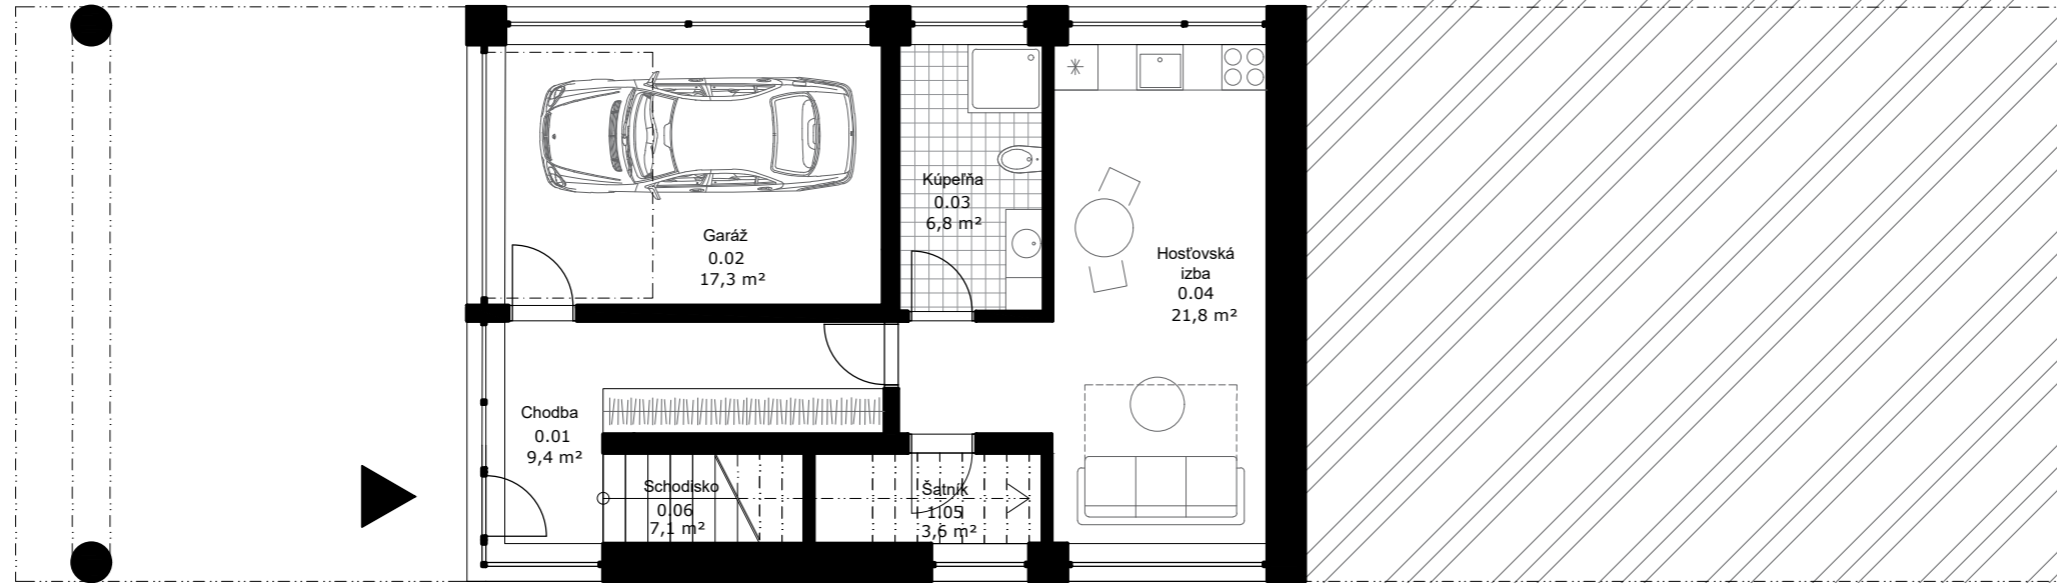 Garáž
0.02
17,3 m²
Kúpeľňa
0.03
6,8 m²
Hosťovská
izba
0.04
21,8 m²
Chodba
0.01
9,4 m²
Schodisko
0.06
7,1 m²
Šatník
1.05
3,6 m²